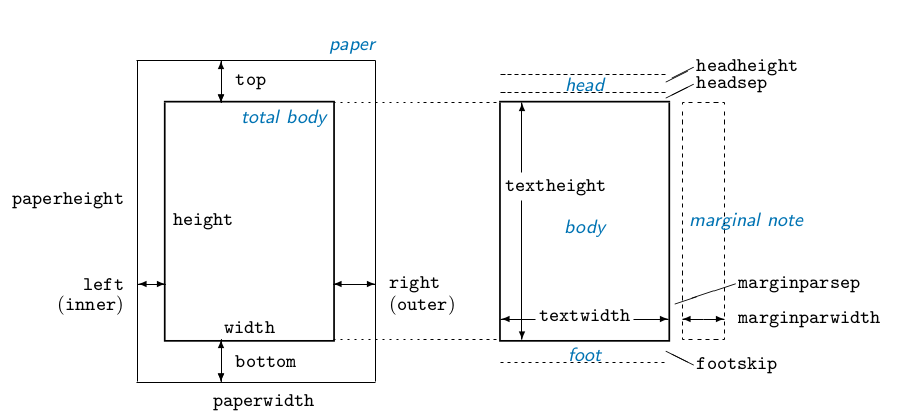 paper
top
total body
paperheight
height
left
(inner)
right
(outer)
width
bottom
paperwidth
headheight
head
headsep
textheight
body
marginal note
marginparsep
textwidth
marginparwidth
foot
footskip